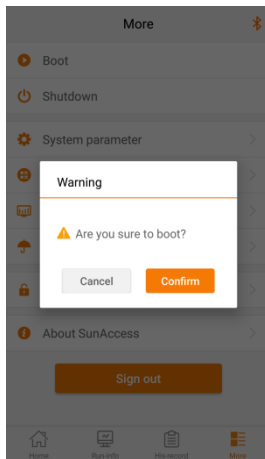 More
Boot
Shutdown
System parameter
Warning
Are you sure to boot?
Cancel
Confirm
About SunAccess
Sign out
Home
Run-info
His-record
More